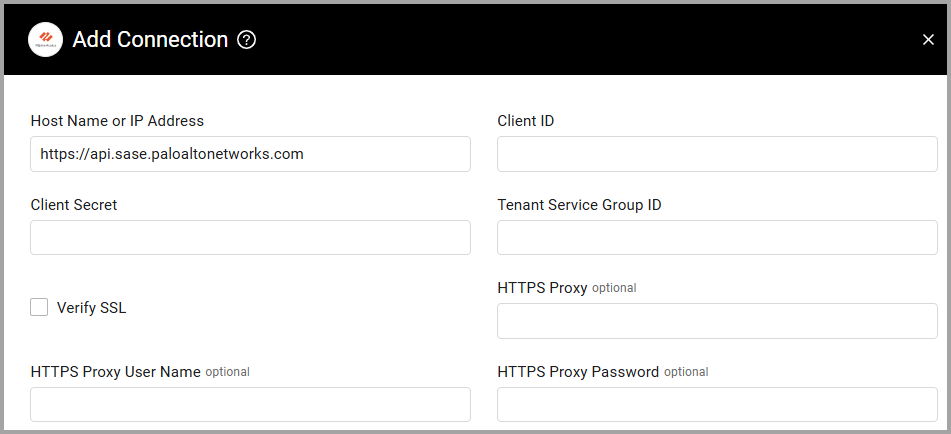 Add Connection ?
Host Name or IP Address
https://api.sase.paloaltonetworks.com
Client ID
Client Secret
Tenant Service Group ID
Verify SSL
HTTPS Proxy optional
HTTPS Proxy User Name optional
HTTPS Proxy Password optional